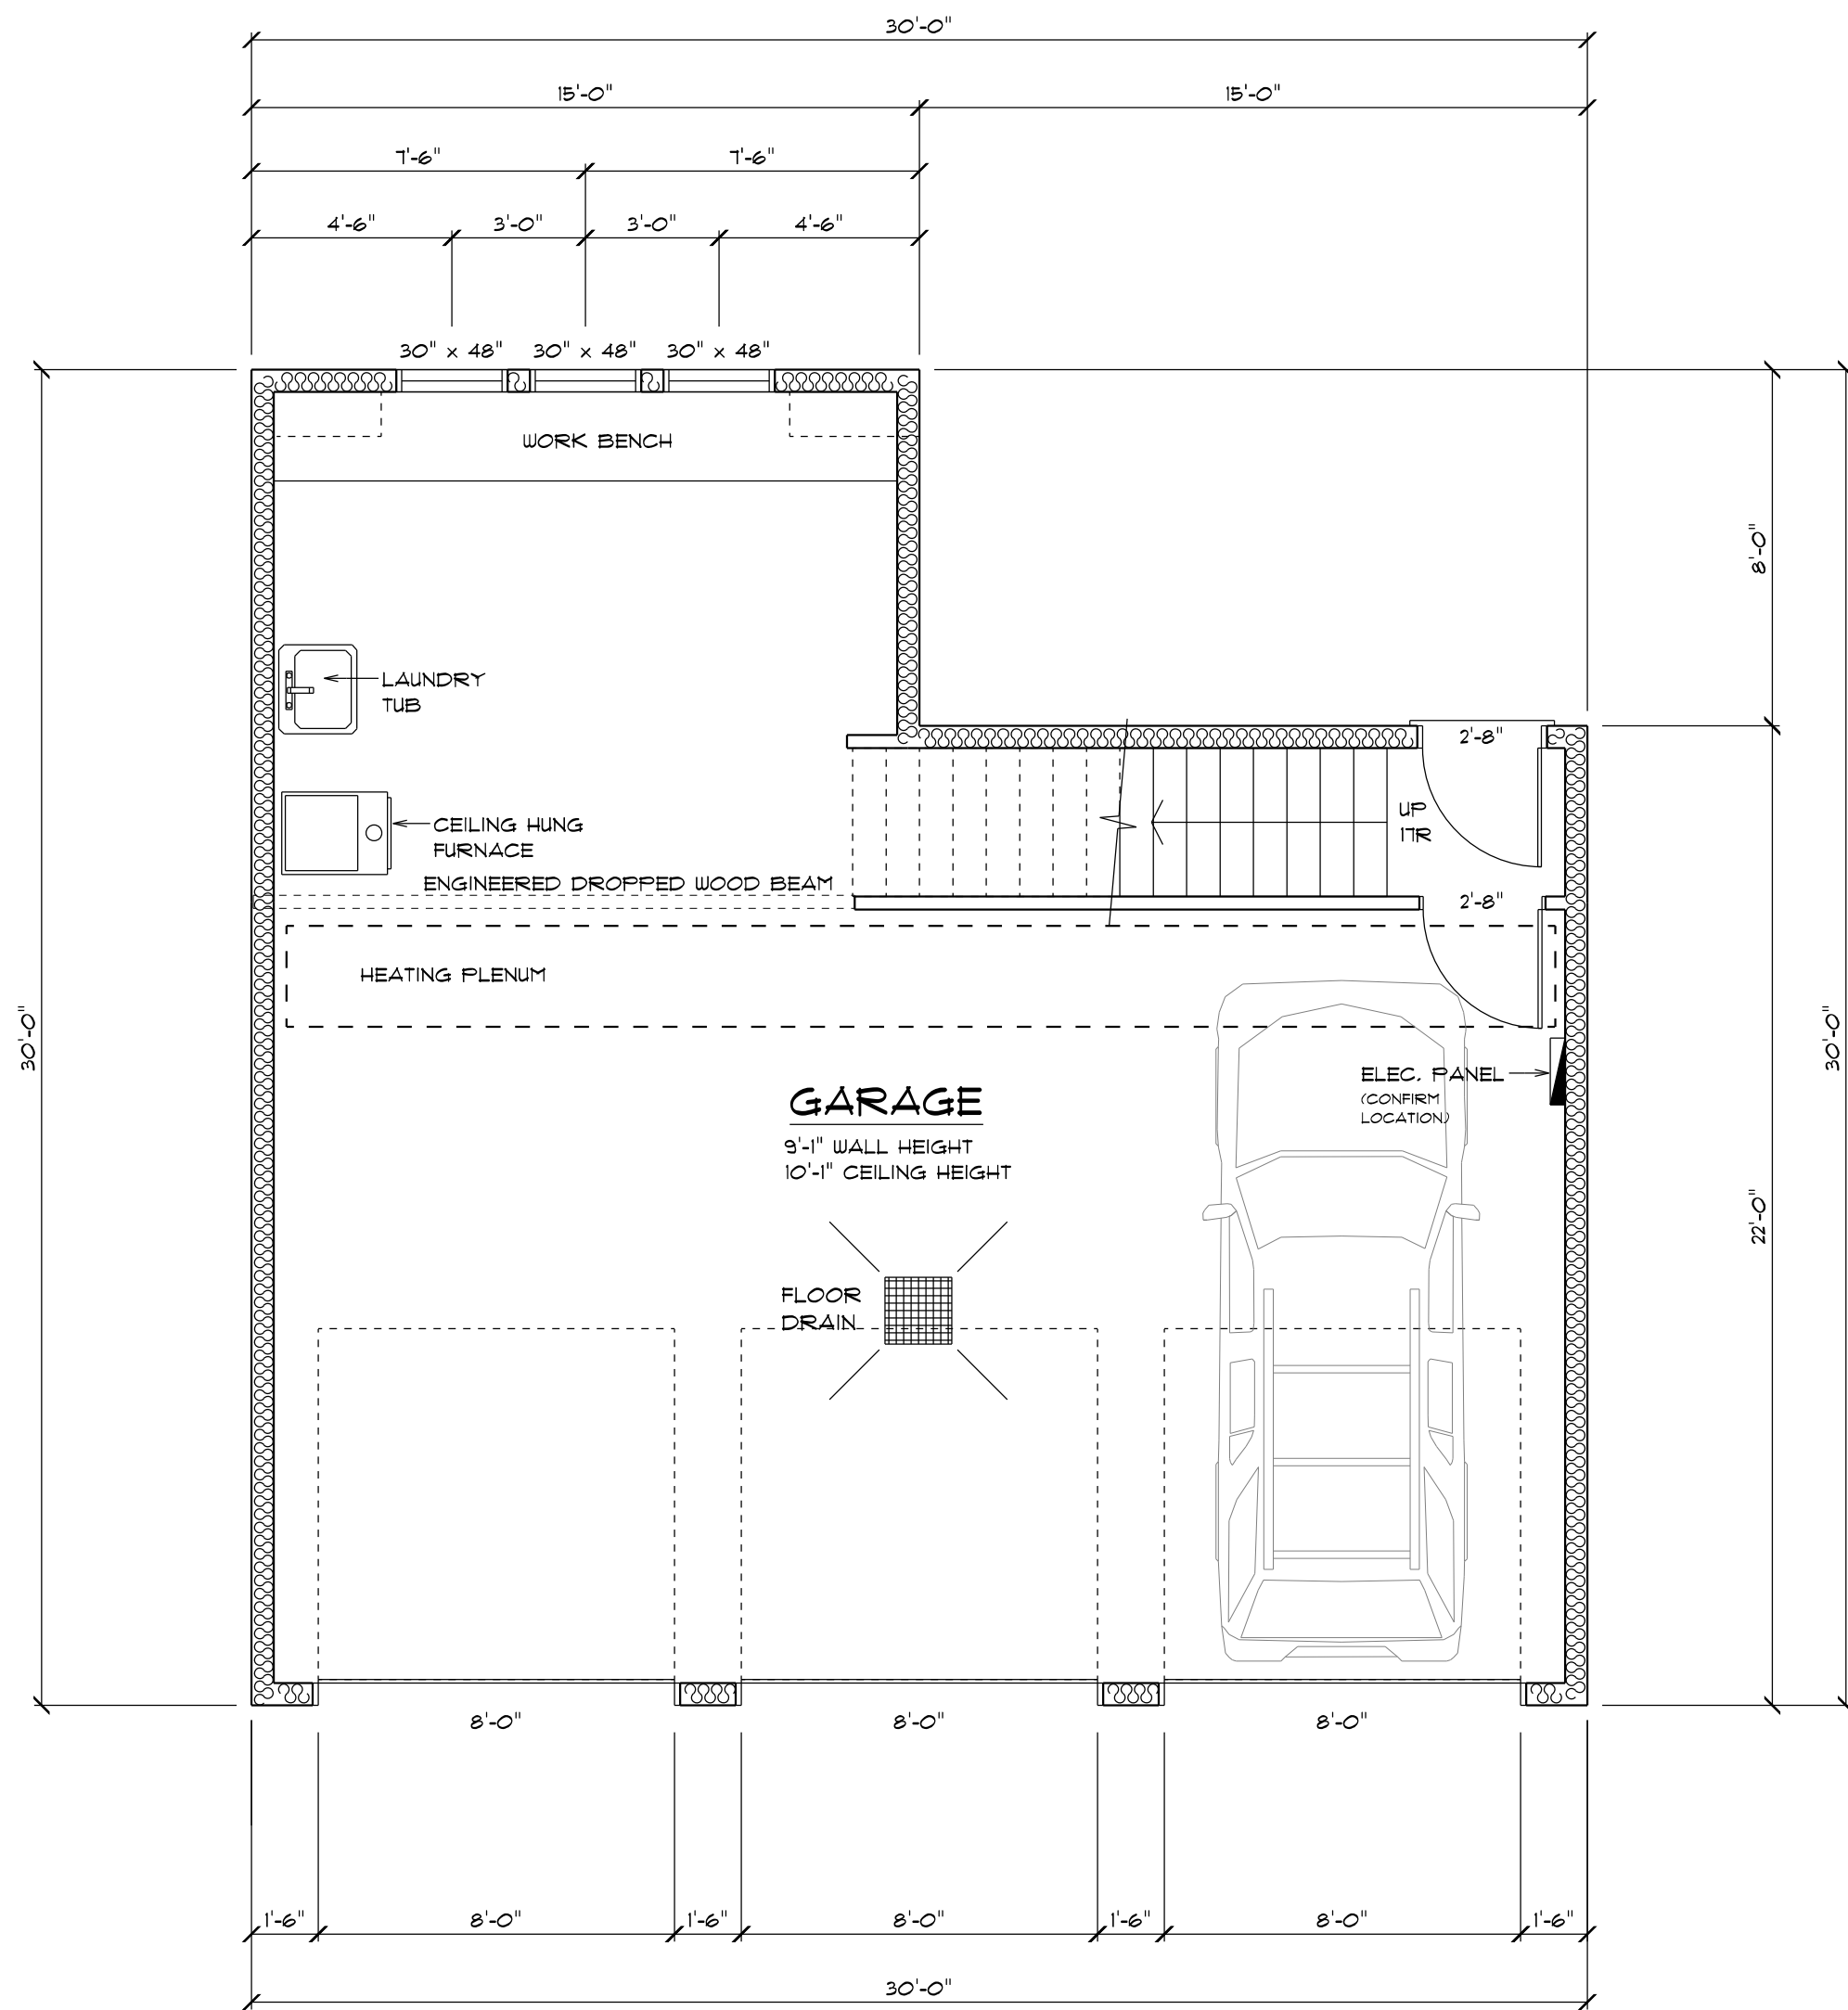 30'-0"
15'-0" 15'-0"
7'-6" 7'-6"
4'-6" 3'-0" 3'-0" 4'-6"
30" x 48" 30" x 48" 30" x 48"
WORK BENCH
8'-0"
LAUNDRY
TUB
2'-8"
CEILING HUNG
FURNACE
UP
17R
ENGINEERED DROPPED WOOD BEAM
2'-8"
HEATING PLENUM
30'-0"
30'-0"
ELEC. PANEL
(CONFIRM
LOCATION)
GARAGE
9'-1" WALL HEIGHT
10'-1" CEILING HEIGHT
22'-0"
FLOOR
DRAIN
8'-0" 8'-0" 8'-0"
1'-6" 8'-0" 1'-6" 8'-0" 1'-6" 8'-0" 1'-6"
30'-0"